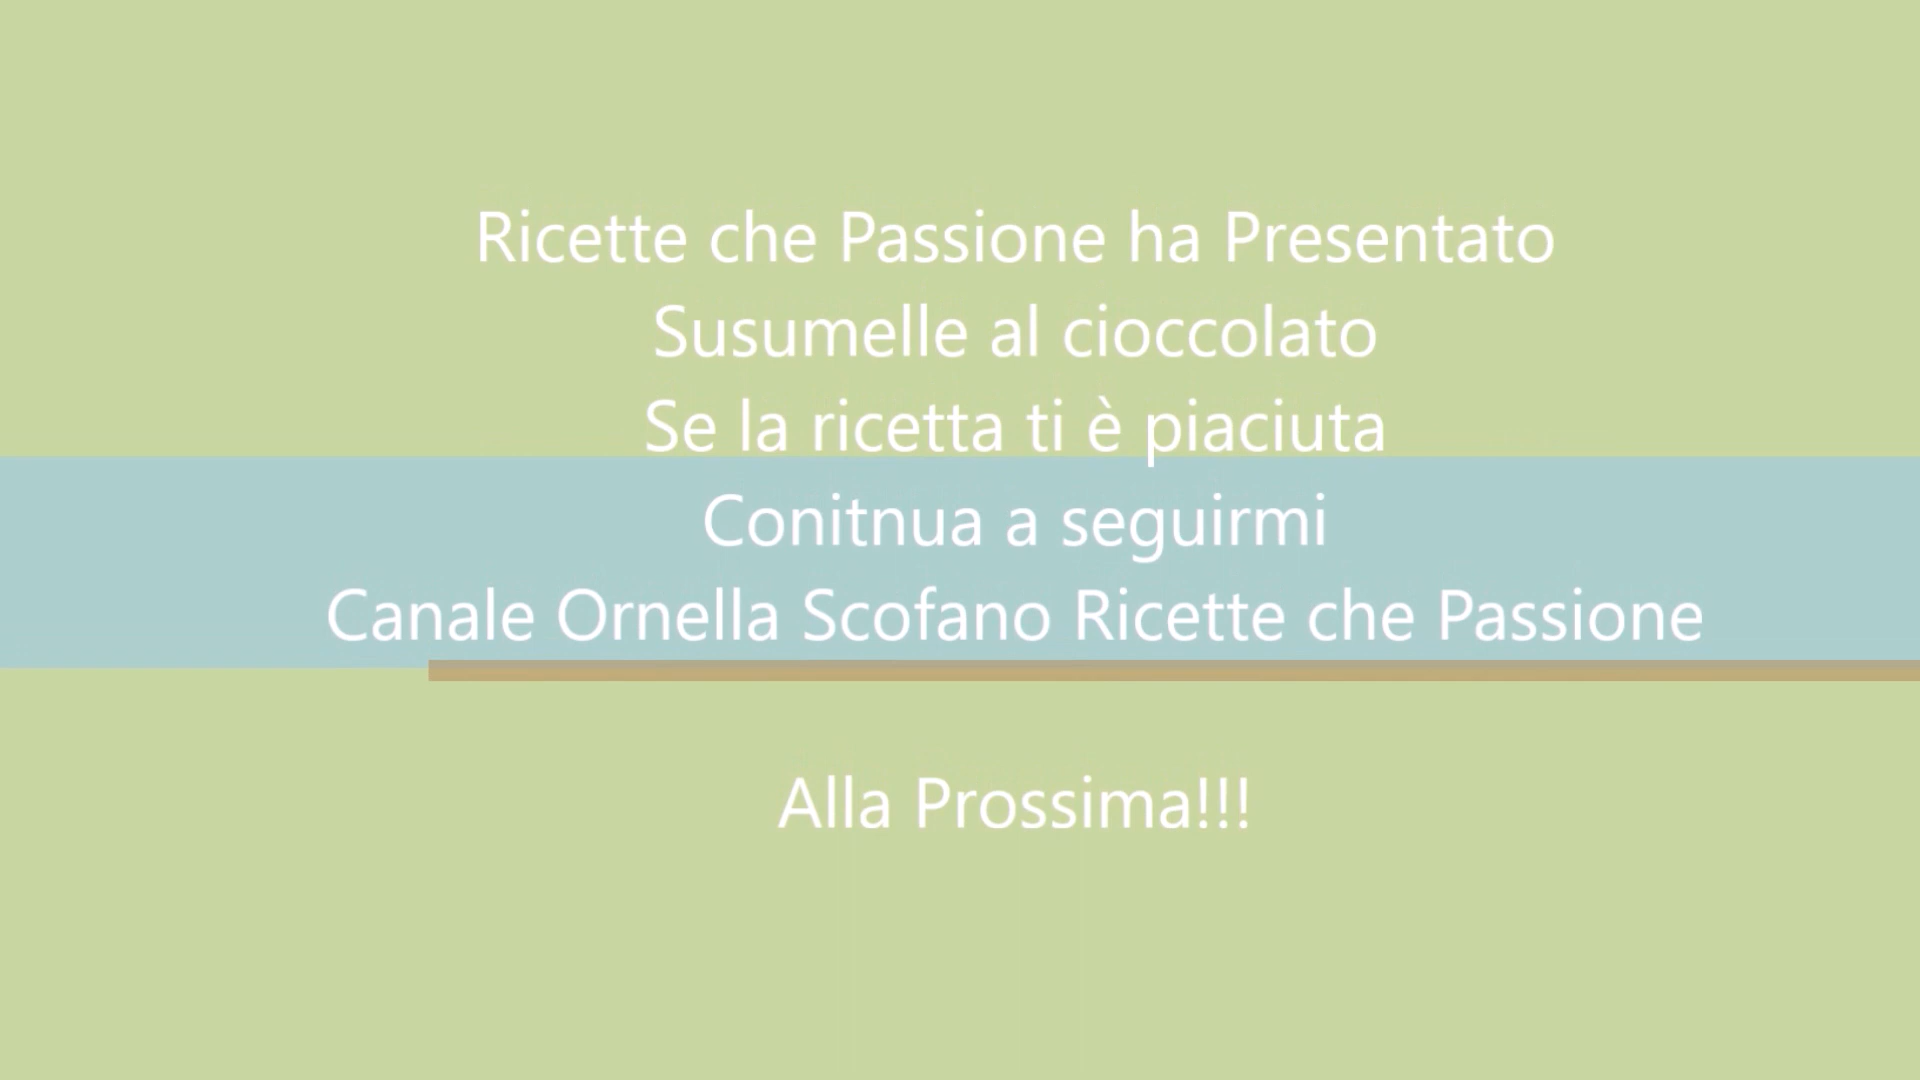 Ricette che Passione ha Presentato
Susumelle al cioccolato
Se la ricetta ti è piaciuta
Conitnua a seguirmi
Canale Ornella Scofano Ricette che Passione
Alla Prossima!!!